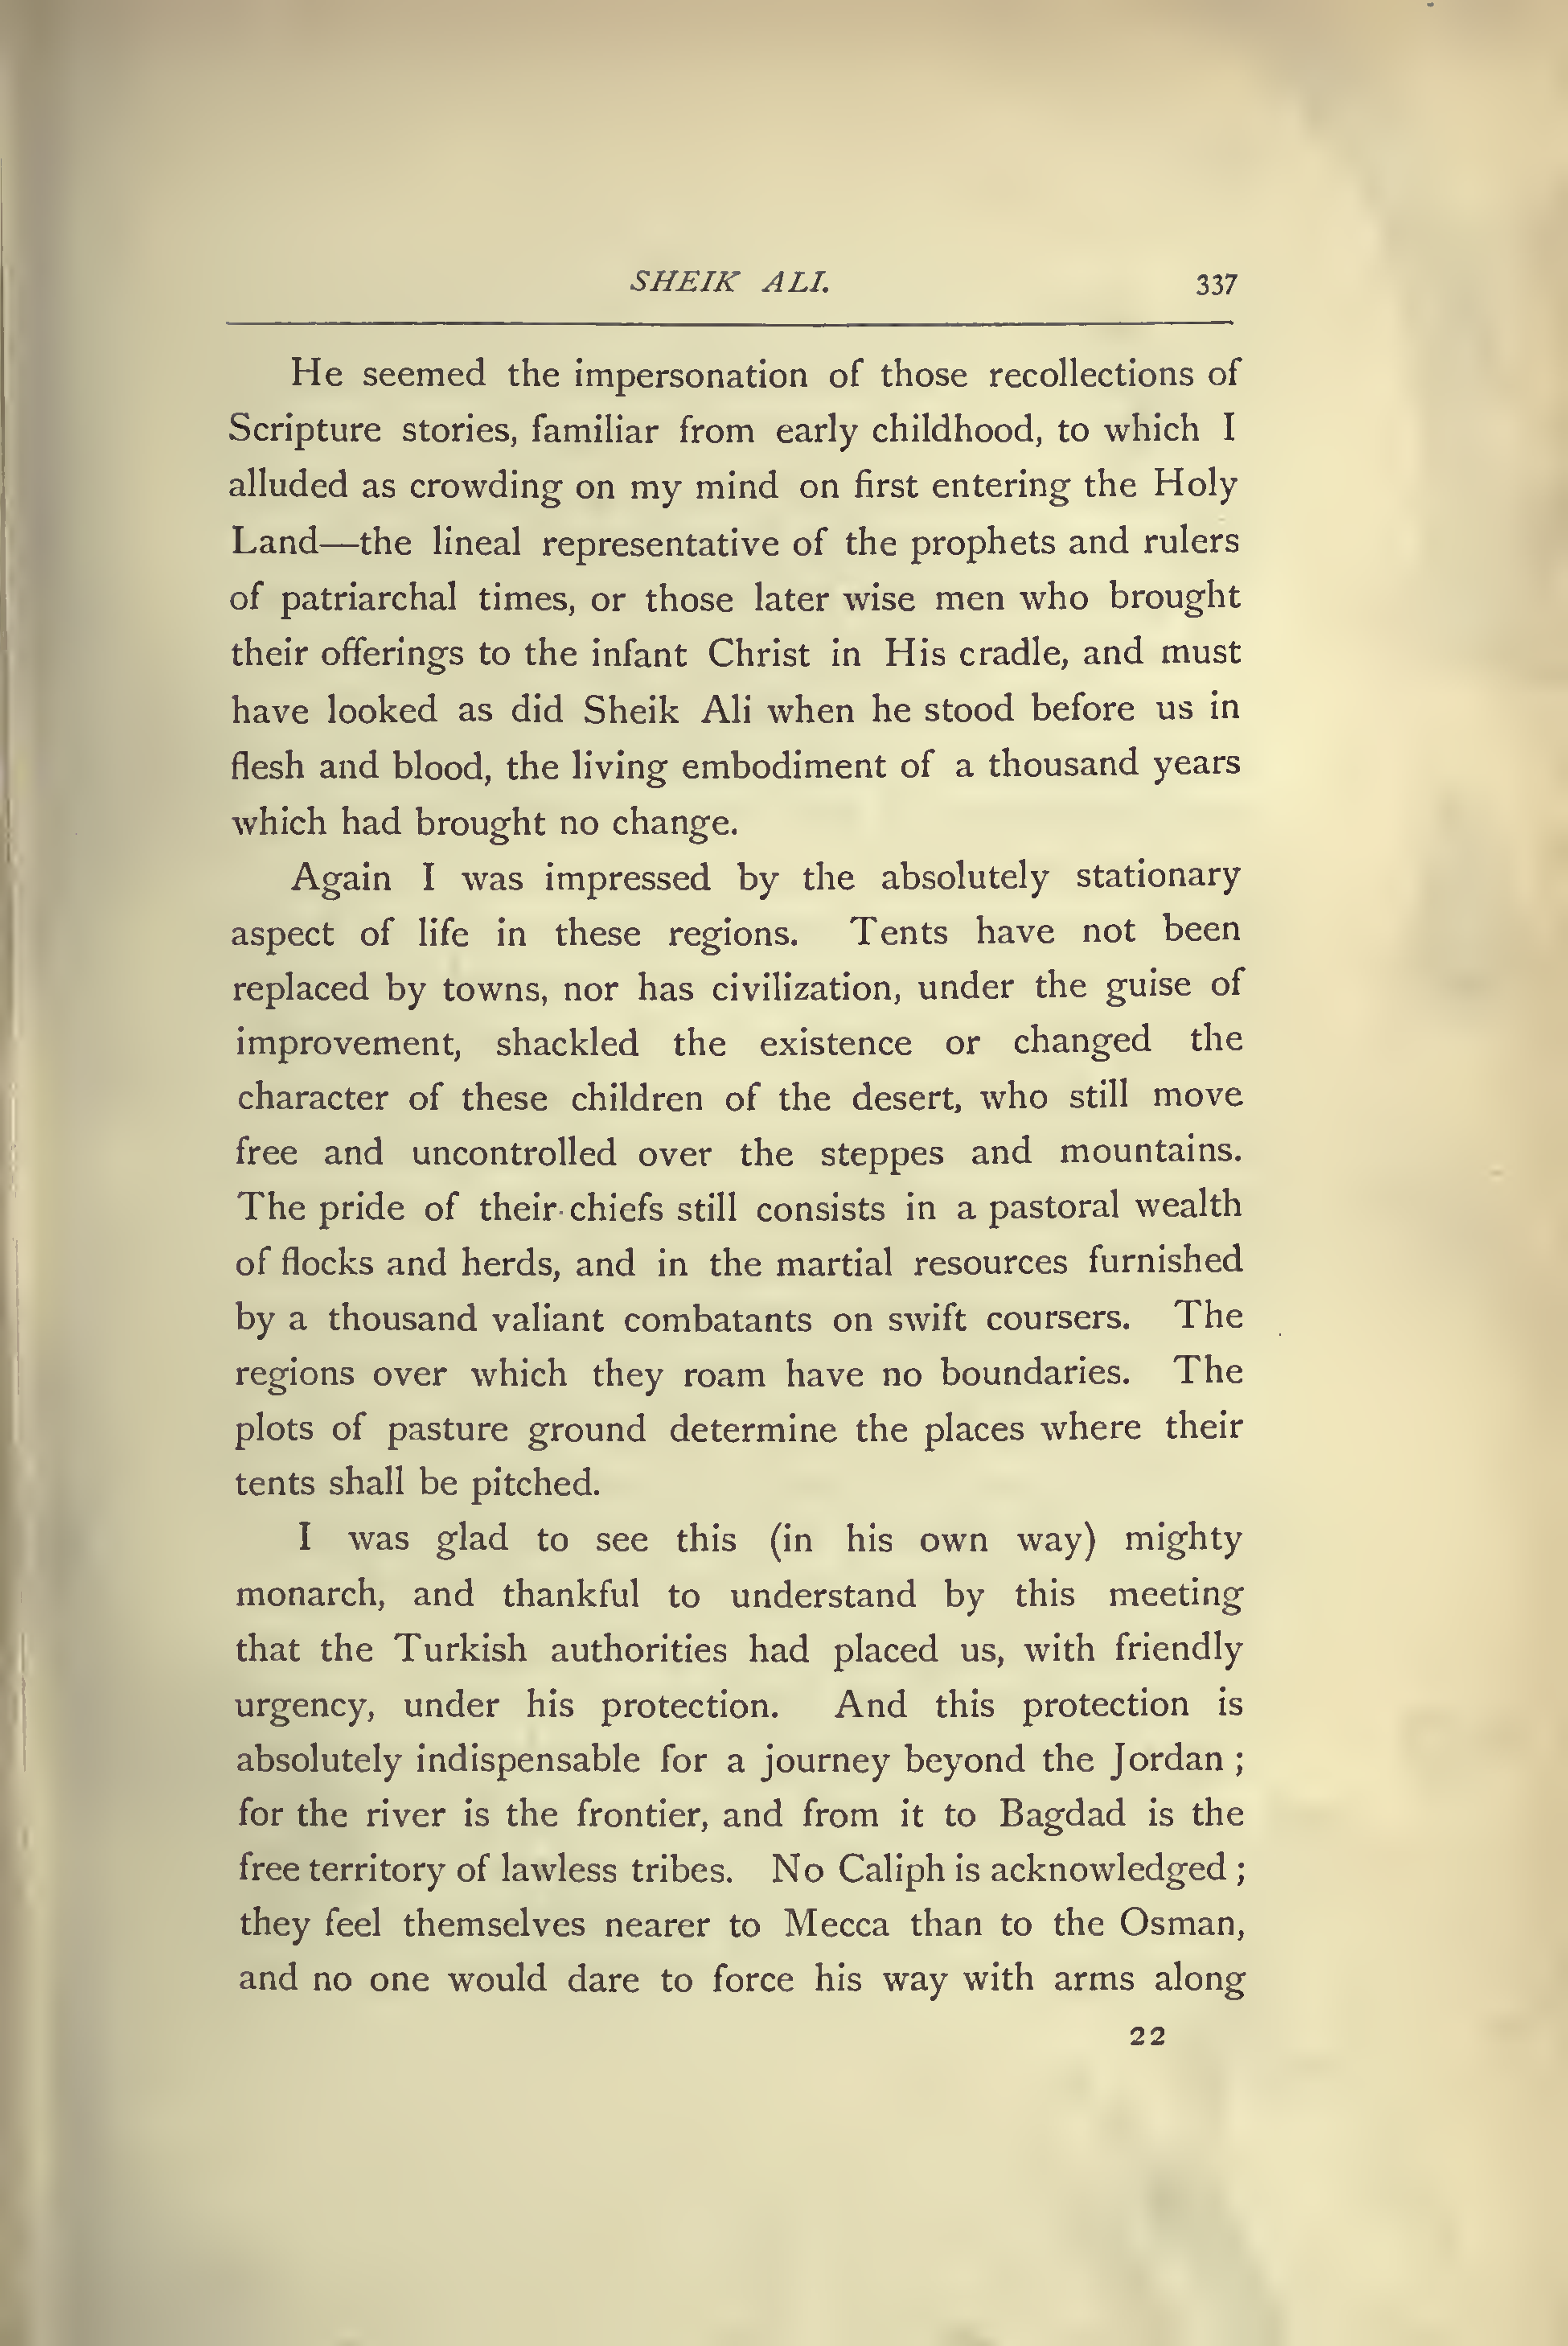 SHEIK ALI. 337
He seemed the impersonation of those recollections of
Scripture stories, familiar from early childhood, to which I
alluded as crowding on my mind on first entering the Holy
Land—the lineal representative of the prophets and rulers
of patriarchal times, or those later wise men who brought
their offerings to the infant Christ in His cradle, and must
have looked as did Sheik Ali when he stood before us in
flesh and blood, the living embodiment of a thousand years
which had brought no change.
Again I was impressed by the absolutely stationary
aspect of life in these regions. Tents have not been
replaced by towns, nor has civilization, under the guise of
improvement, shackled the existence or changed the
character of these children of the desert, who still move
free and uncontrolled over the steppes and mountains.
The pride of their chiefs still consists in a pastoral wealth
of flocks and herds, and in the martial resources furnished
by a thousand valiant combatants on swift coursers. The
regions over which they roam have no boundaries. The
plots of pasture ground determine the places where their
tents shall be pitched.
I was glad to see this (in his own way) mighty
monarch, and thankful to understand by this meeting
that the Turkish authorities had placed us, with friendly
urgency, under his protection. And this protection is
absolutely indispensable for a journey beyond the Jordan ;
for the river is the frontier, and from it to Bagdad is the
free territory of lawless tribes. No Caliph is acknowledged ;
they feel themselves nearer to Mecca than to the Osman,
and no one would dare to force his way with arms along
22